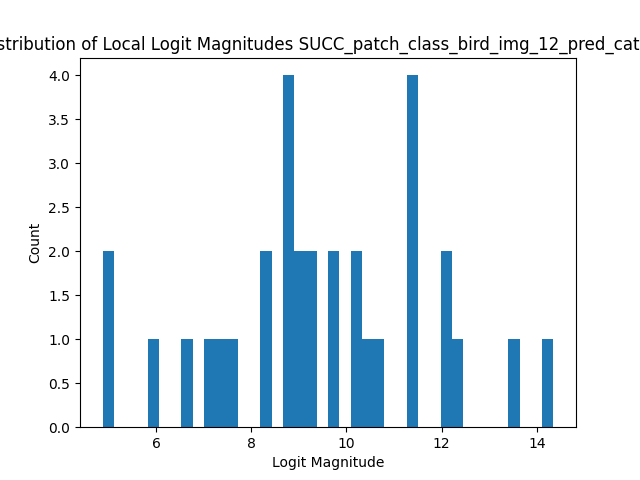 stribution of Local Logit Magnitudes SUCC_patch_class_bird_img_12_pred_cat
4.0
3.5
3.0
2.5
2.0
1.5
1.0
0.5
0.0
Count
6 8 10 12 14
Logit Magnitude